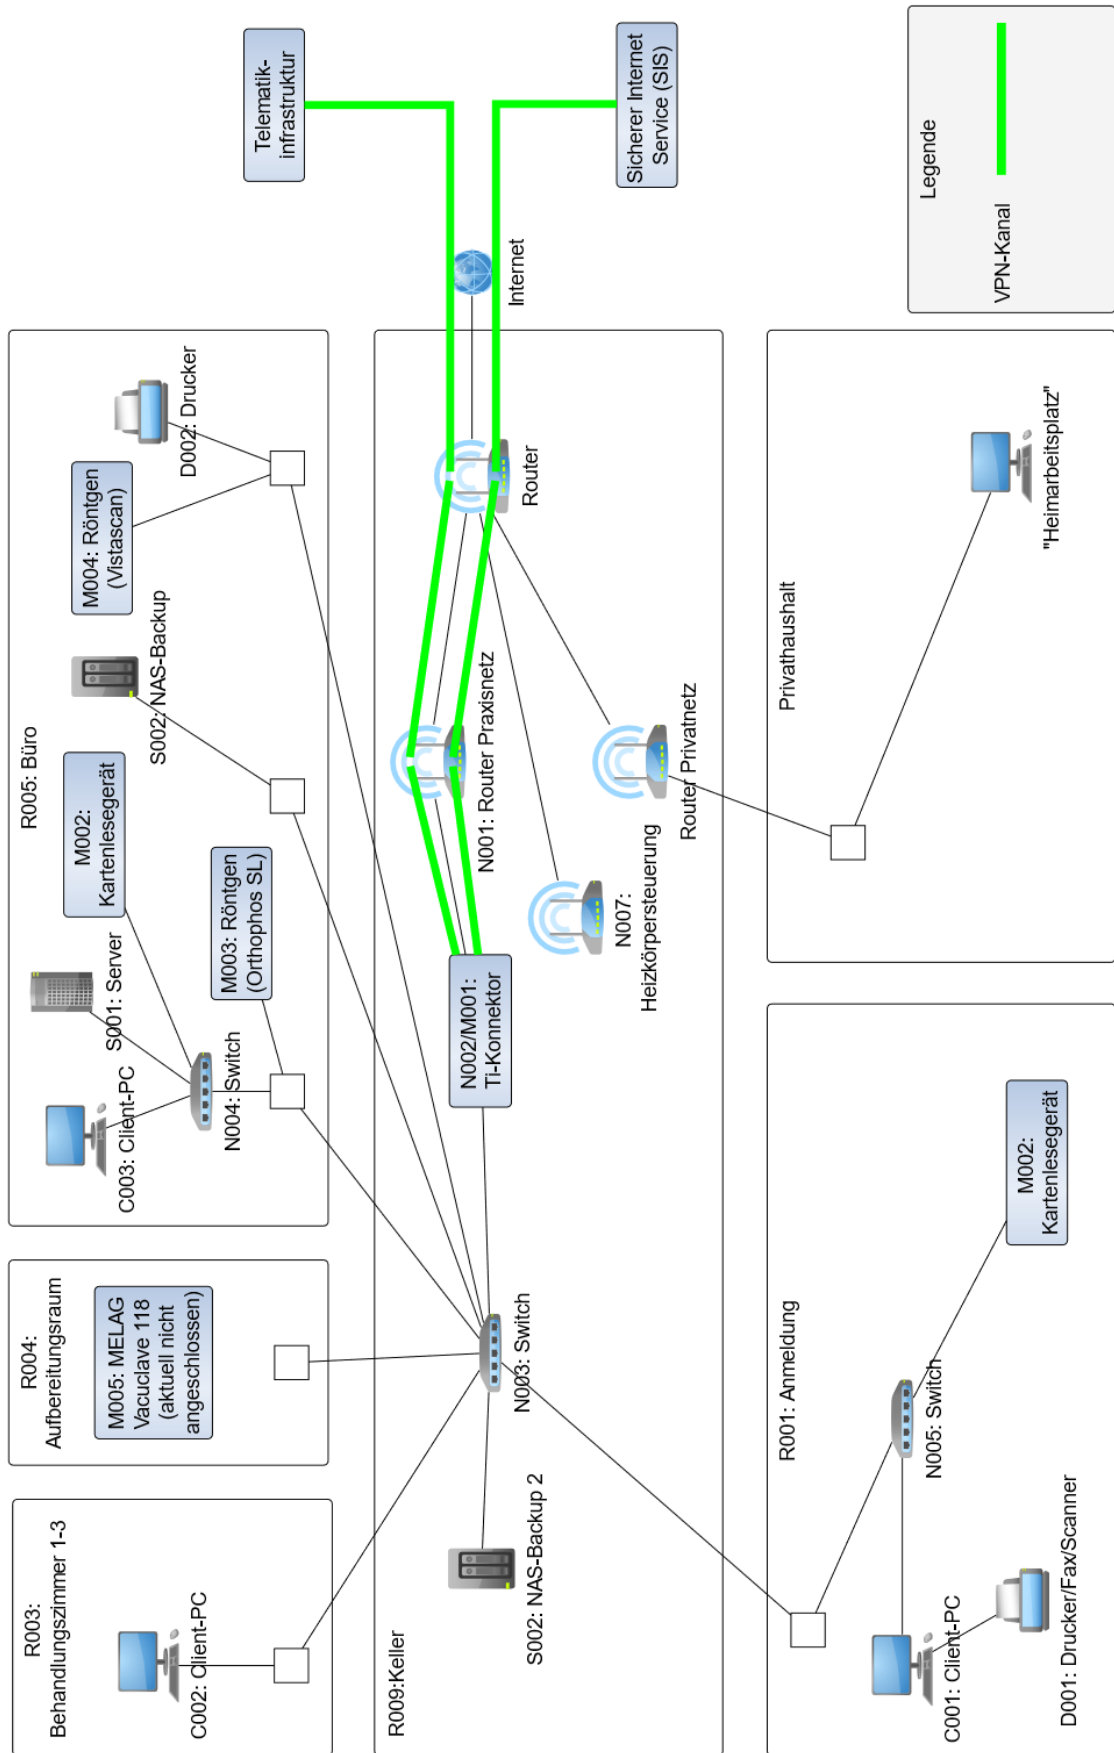 R003:
Behandlungszimmer 1-3
C002: Client-PC
R004:
Aufbereitungsraum
M005: MELAG
Vacuclave 118
(aktuell nicht
angeschlossen)
R005: Büro
C003: Client-PC
S001: Server
N004: Switch
M002:
Kartenlesegerät
M003: Röntgen
(Orthophos SL)
S002: NAS-Backup
M004: Röntgen
(Vistascan)
D002: Drucker
Telematik-
infrastruktur
R009:Keller
S002: NAS-Backup 2
N003: Switch
N002/M001:
Ti-Konnektor
N001: Router Praxisnetz
N007:
Heizkörpersteuerung
Router Privatnetz
Router
Internet
Sicherer Internet
Service (SIS)
R001: Anmeldung
C001: Client-PC
D001: Drucker/Fax/Scanner
N005: Switch
M002:
Kartenlesegerät
Privathaushalt
"Heimarbeitsplatz"
Legende
VPN-Kanal